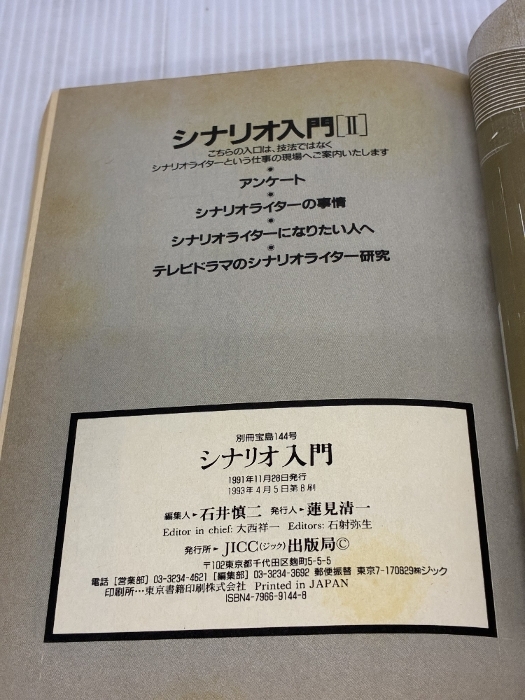 シナリオ入門[II]
こちらの入口は、技法ではなく
シナリオライターという仕事の現場へご案内いたします
アンケート
シナリオライターの事情
シナリオライターになりたい人へ
テレビドラマのシナリオライター研究
別冊宝島144号
シナリオ入門
1991年11月28日発行
1993年4月5日第8刷
編集人▸石井慎二 発行人▸蓮見清一
Editor in chief: 大西祥一 Editors: 石射弥生
発行所▸JICC(ジック)出版局©
〒102東京都千代田区麹町5-5-5
電話[営業部]03-3234-4621[編集部]03-3234-3692 郵便振替 東京7-170829㈱ジック
印刷所…東京書籍印刷株式会社 Printed in JAPAN
ISBN4-7966-9144-8